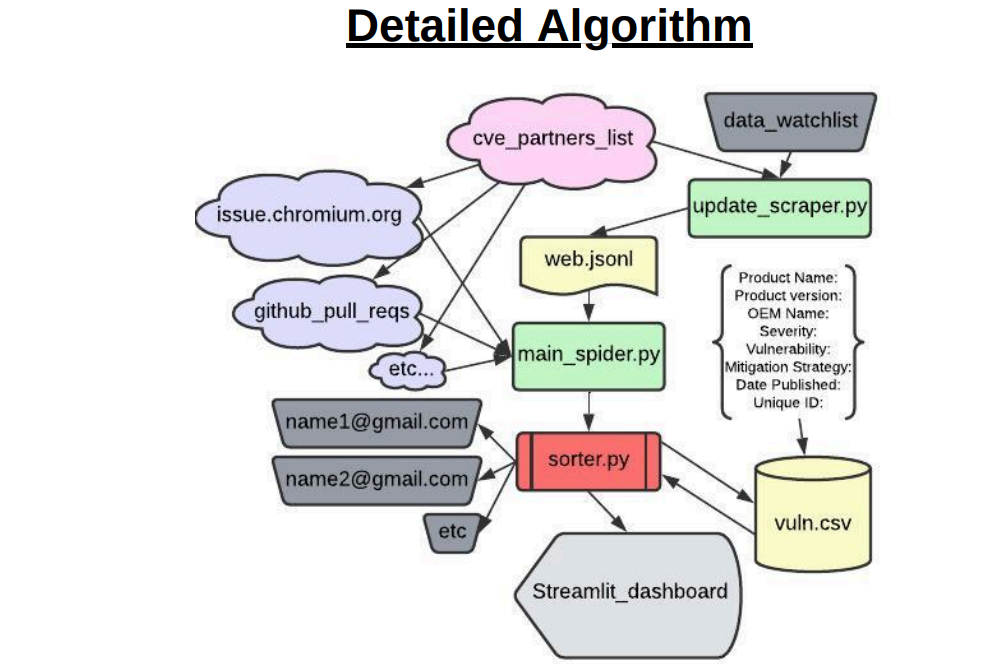 Detailed Algorithm
cve_partners_list
data_watchlist
issue.chromium.org
update_scraper.py
web.jsonl
github_pull_reqs
Product Name:
Product version:
OEM Name:
Severity:
Vulnerability:
Mitigation Strategy:
Date Published:
Unique ID:
main_spider.py
etc...
name1@gmail.com
sorter.py
name2@gmail.com
vuln.csv
etc
Streamlit_dashboard